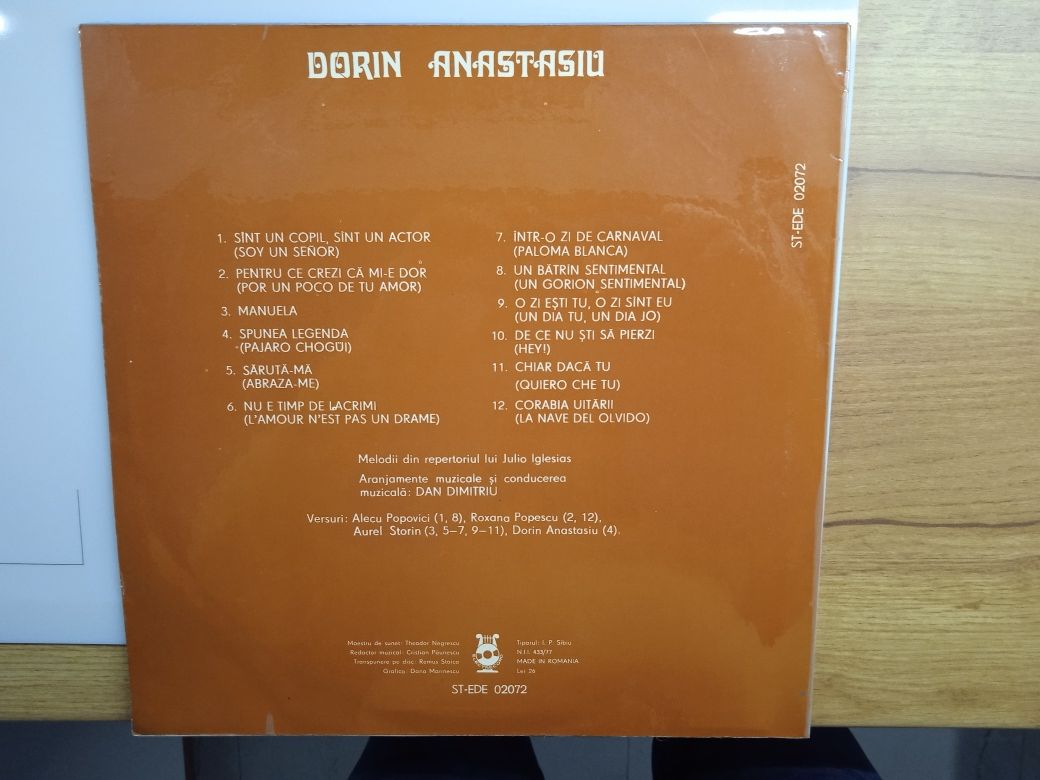 DORIN ANASTASIU
ST-EDE 02072
1. SÎNT UN COPIL, SÎNT UN ACTOR
(SOY UN SEÑOR)
2. PENTRU CE CREZI CĂ MI-E DOR
(POR UN POCO DE TU AMOR)
3. MANUELA
4. SPUNEA LEGENDA
(PAJARO CHOGÜI)
5. SĂRUTĂ-MĂ
(ABRAZA-ME)
6. NU E TIMP DE LACRIMI
(L'AMOUR N'EST PAS UN DRAME)
7. ÎNTR-O ZI DE CARNAVAL
(PALOMA BLANCA)
8. UN BĂTRÎN SENTIMENTAL
(UN GORION SENTIMENTAL)
9. O ZI EȘTI TU, O ZI SÎNT EU
(UN DIA TU, UN DIA JO)
10. DE CE NU ȘTI SĂ PIERZI
(HEY!)
11. CHIAR DACĂ TU
(QUIERO CHE TU)
12. CORABIA UITĂRII
(LA NAVE DEL OLVIDO)
Melodii din repertoriul lui Julio Iglesias
Aranjamente muzicale și conducerea
muzicală: DAN DIMITRIU
Versuri: Alecu Popovici (1, 8), Roxana Popescu (2, 12),
Aurel Storin (3, 5–7, 9–11), Dorin Anastasiu (4).
Maestru de sunet: Theodor Negrescu
Redactor muzical: Cristian Păunescu
Transpunere pe disc: Remus Stoica
Grafica: Dana Marinescu
Tiparul: I. P. Sibiu
N.I.I. 433/77
MADE IN ROMANIA
Lei 26
ST-EDE 02072